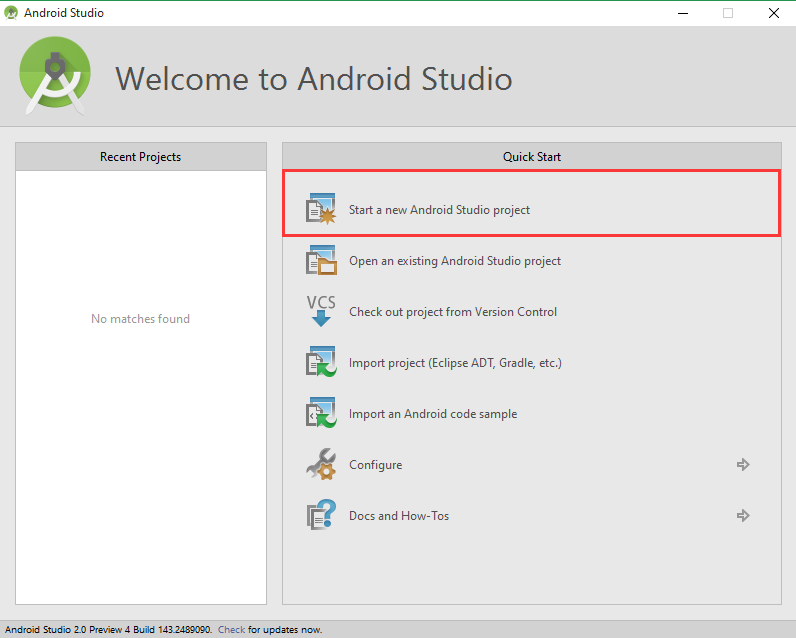 Android Studio
Welcome to Android Studio
Recent Projects
No matches found
Quick Start
Start a new Android Studio project
Open an existing Android Studio project
VCS
Check out project from Version Control
Import project (Eclipse ADT, Gradle, etc.)
Import an Android code sample
Configure
Docs and How-Tos
Android Studio 2.0 Preview 4 Build 143.2489090. Check for updates now.